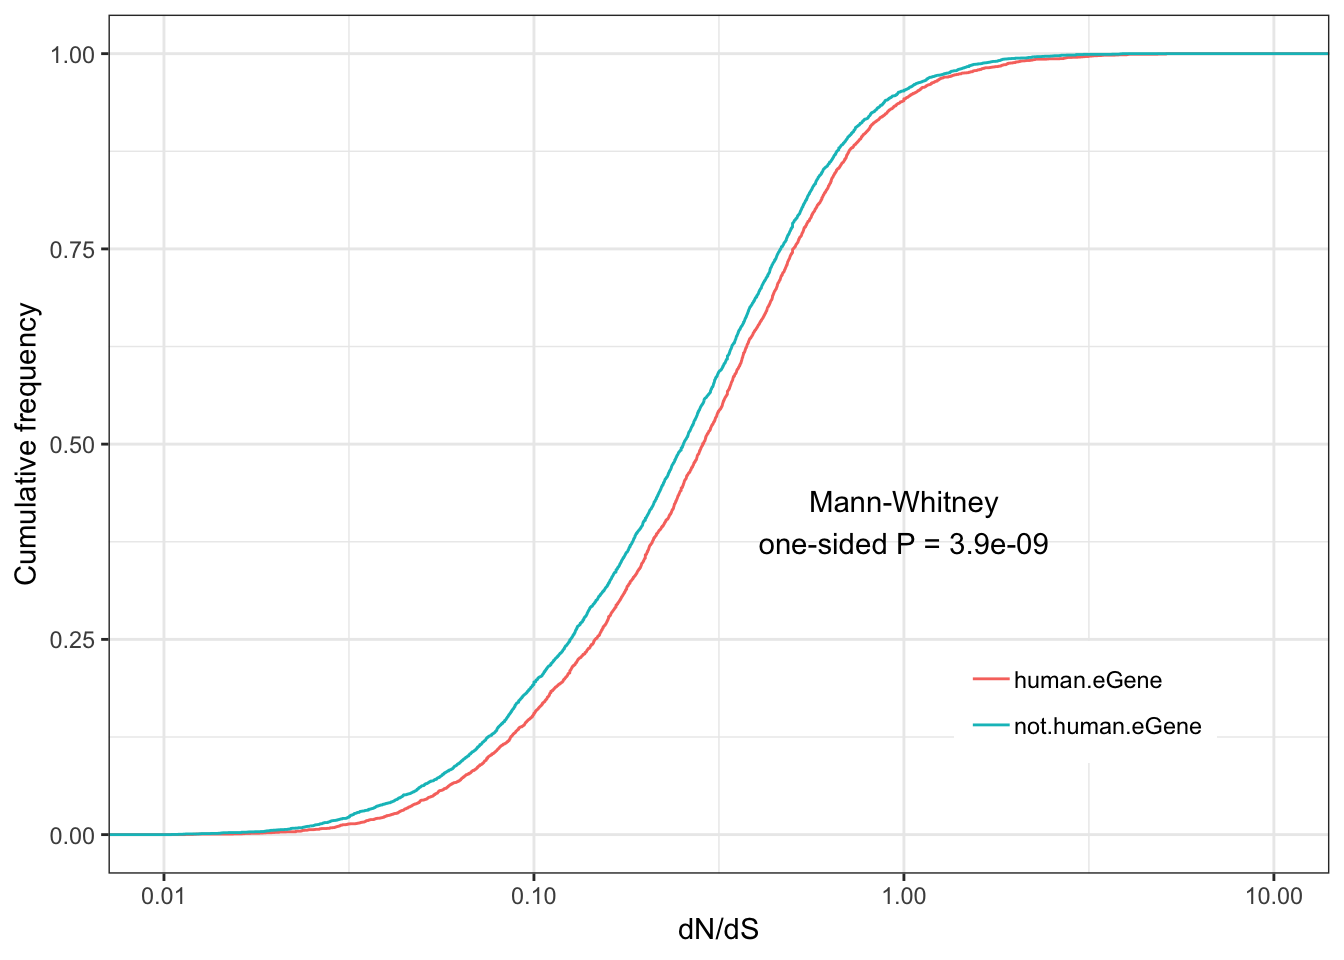 1.00
0.75
0.50
0.25
0.00
Cumulative frequency
Mann-Whitney
one-sided P = 3.9e-09
human.eGene
not.human.eGene
0.01
0.10
1.00
10.00
dN/dS